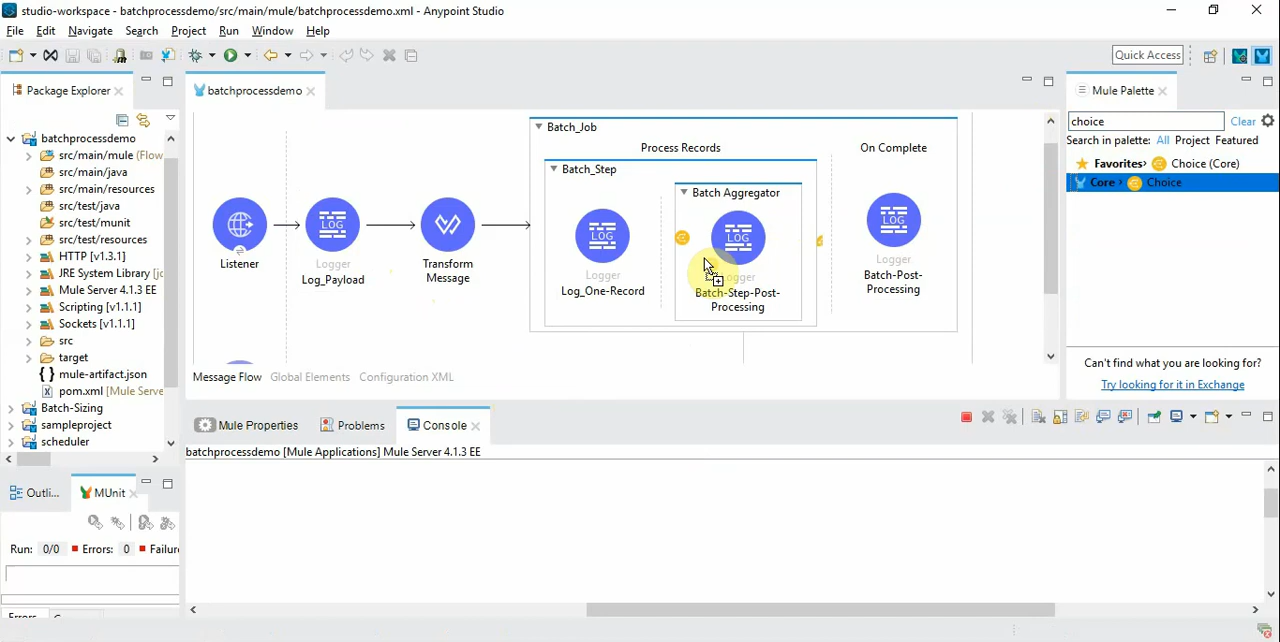 studio-workspace - batchprocessdemo/src/main/mule/batchprocessdemo.xml - Anypoint Studio
File Edit Navigate Search Project Run Window Help
Quick Access
Package Explorer
batchprocessdemo
Mule Palette
batchprocessdemo
src/main/mule (Flow
src/main/java
src/main/resources
src/test/java
src/test/munit
src/test/resources
HTTP [v1.3.1]
JRE System Library [jc
Mule Server 4.1.3 EE
Scripting [v1.1.1]
Sockets [v1.1.1]
src
target
mule-artifact.json
pom.xml [Mule Serve
Batch-Sizing
sampleproject
scheduler
Batch_Job
Process Records
On Complete
Batch_Step
Batch Aggregator
LOG
LOG
LOG
LOG
Listener
Logger
Log_Payload
Transform
Message
Logger
Log_One-Record
Batch-Step-Post-
Processing
Logger
Batch-Post-
Processing
Message Flow Global Elements Configuration XML
choice
Clear
Search in palette: All Project Featured
Favorites› Choice (Core)
Core › Choice
Can't find what you are looking for?
Try looking for it in Exchange
Mule Properties Problems Console
batchprocessdemo [Mule Applications] Mule Server 4.1.3 EE
Outli... MUnit
Run: 0/0 Errors: 0 Failur